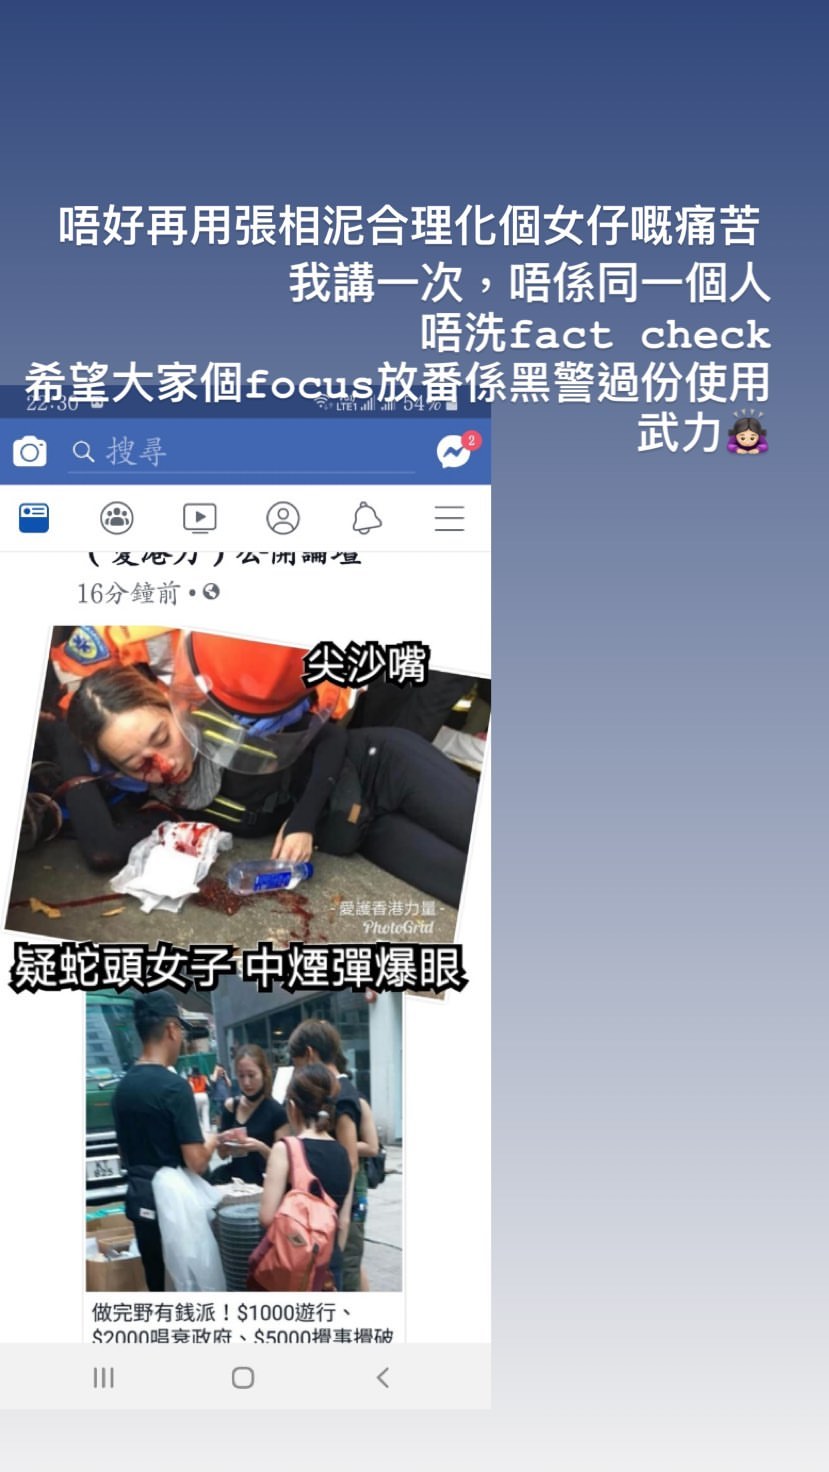 唔好再用張相泥合理化個女仔嘅痛苦
我講一次，唔係同一個人
唔洗fact check
希望大家個focus放番係黑警過份使用
武力
22:30
LTE1 54%
搜尋
2
（愛港力）公開論壇
16分鐘前
尖沙嘴
-愛護香港力量-
PhotoGrid
疑蛇頭女子 中煙彈爆眼
做完野有錢派！$1000遊行、
$2000唱衰政府、$5000攪事攪破